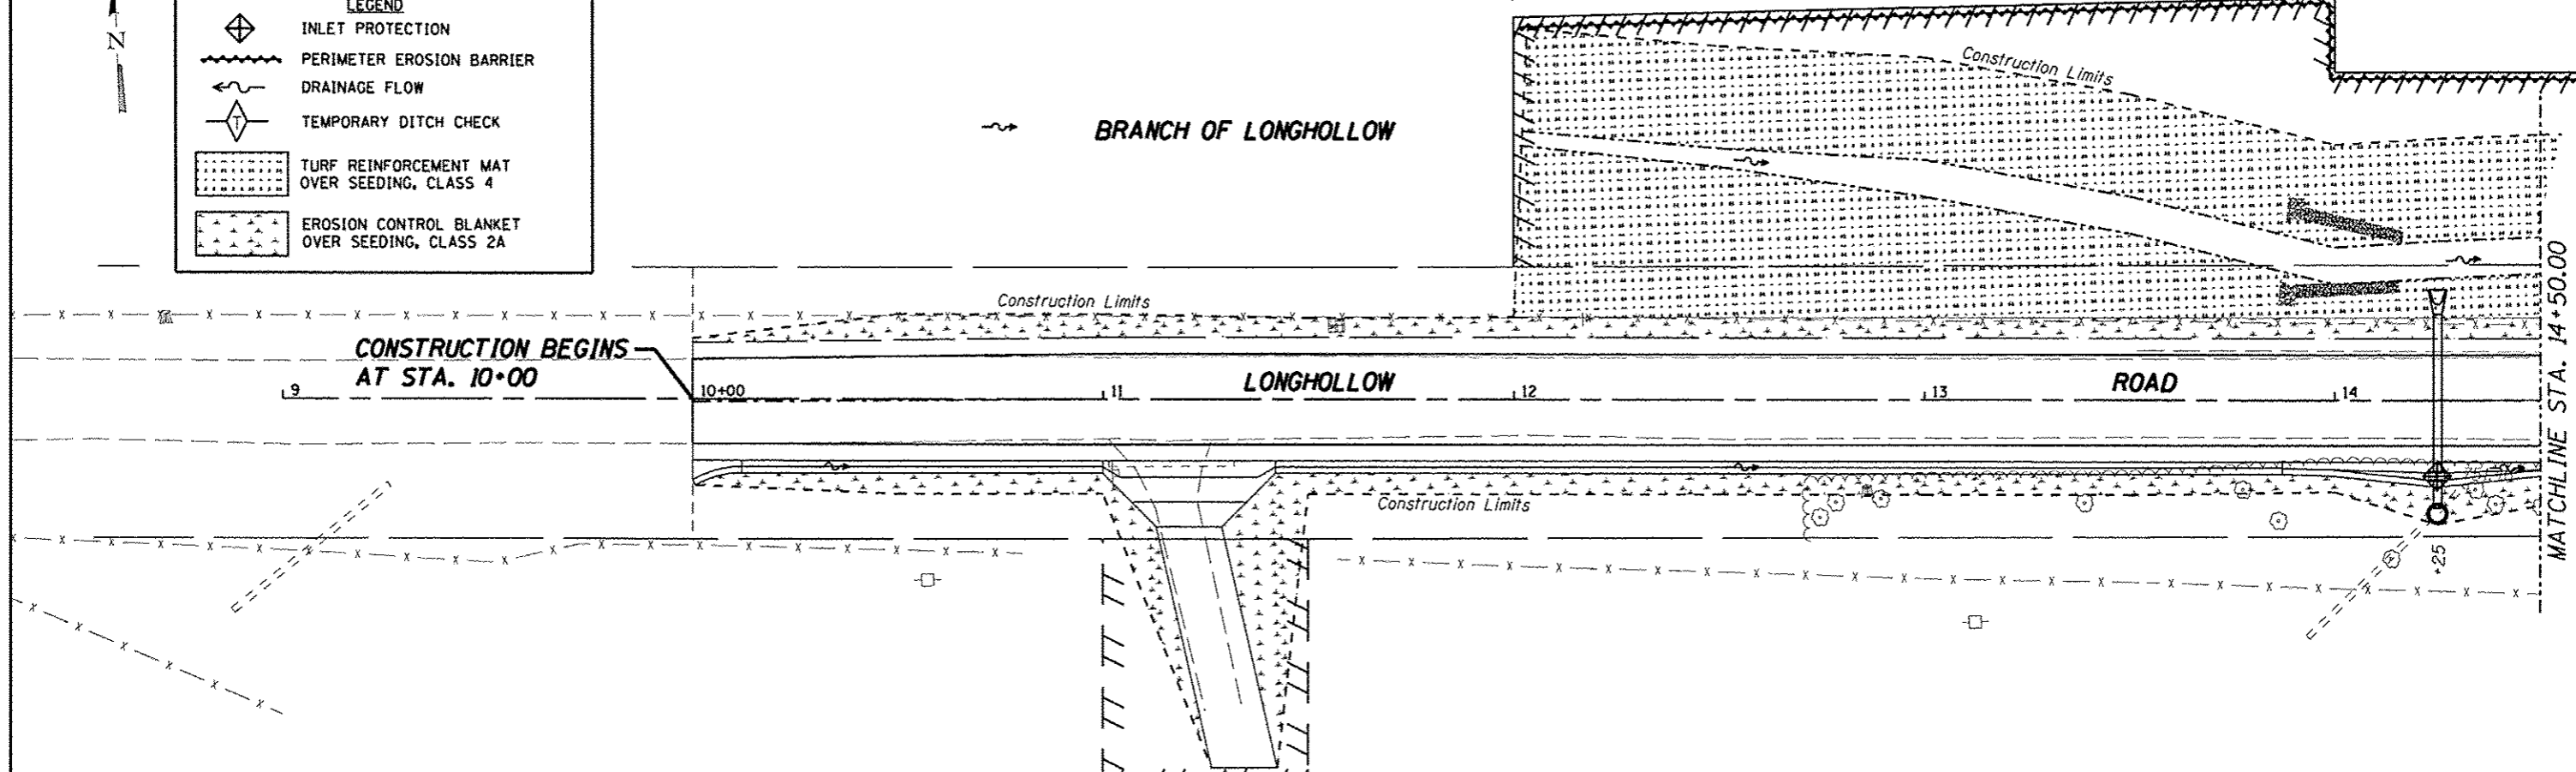 N
LEGEND
INLET PROTECTION
PERIMETER EROSION BARRIER
DRAINAGE FLOW
T
TEMPORARY DITCH CHECK
TURF REINFORCEMENT MAT
OVER SEEDING, CLASS 4
EROSION CONTROL BLANKET
OVER SEEDING, CLASS 2A
BRANCH OF LONGHOLLOW
Construction Limits
Construction Limits
CONSTRUCTION BEGINS
AT STA. 10+00
9
10+00
11
LONGHOLLOW
12
13
ROAD
14
Construction Limits
+25
MATCHLINE STA. 14+50.00